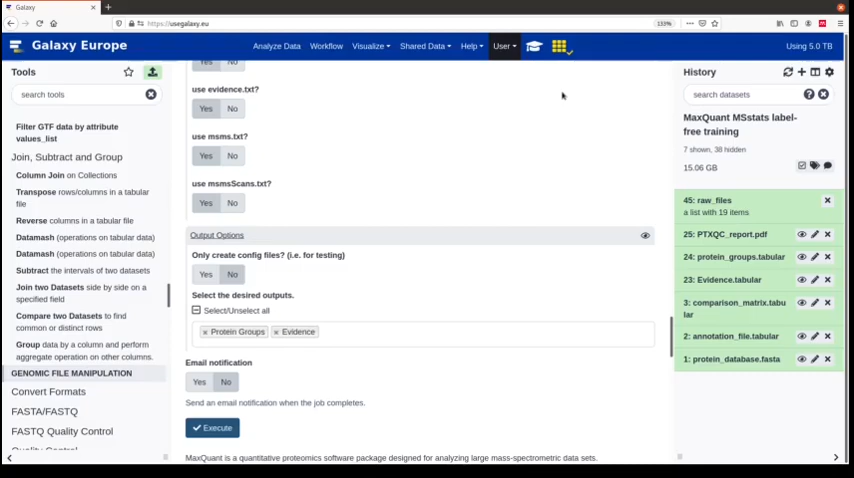 Galaxy
https://usegalaxy.eu
133%
Galaxy Europe
Analyze Data
Workflow
Visualize
Shared Data
Help
User
Using 5.0 TB
Tools
search tools
Filter GTF data by attribute
values_list
Join, Subtract and Group
Column Join on Collections
Transpose rows/columns in a tabular
file
Reverse columns in a tabular
Datamash (operations on tabular data)
Datamash (operations on tabular data)
Subtract the intervals of two datasets
Join two Datasets side by side on a
specified field
Compare two Datasets to find
common or distinct rows
Group data by a column and perform
aggregate operation on other columns.
GENOMIC FILE MANIPULATION
Convert Formats
FASTA/FASTQ
FASTQ Quality Control
Yes No
use evidence.txt?
Yes No
use msms.txt?
Yes No
use msmsScans.txt?
Yes No
Output Options
Only create config files? (i.e. for testing)
Yes No
Select the desired outputs.
Select/Unselect all
× Protein Groups × Evidence
Email notification
Yes No
Send an email notification when the job completes.
Execute
MaxQuant is a quantitative proteomics software package designed for analyzing large mass-spectrometric data sets.
History
search datasets
MaxQuant MSstats label-
free training
7 shown, 38 hidden
15.06 GB
45: raw_files
a list with 19 items
25: PTXQC_report.pdf
24: protein_groups.tabular
23: Evidence.tabular
3: comparison_matrix.tabu
lar
2: annotation_file.tabular
1: protein_database.fasta